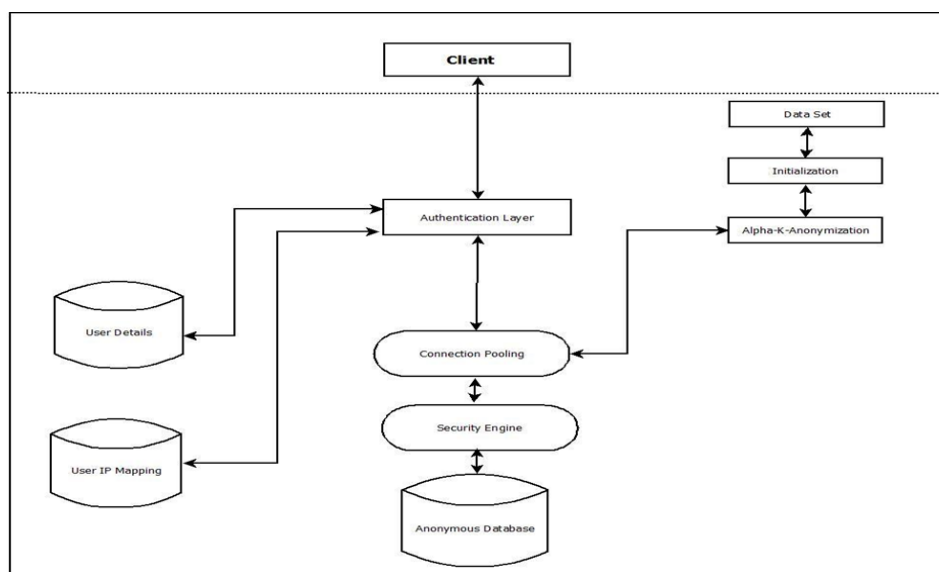 Client
Data Set
Initialization
Authentication Layer
Alpha-K-Anonymization
User Details
Connection Pooling
Security Engine
User IP Mapping
Anonymous Database